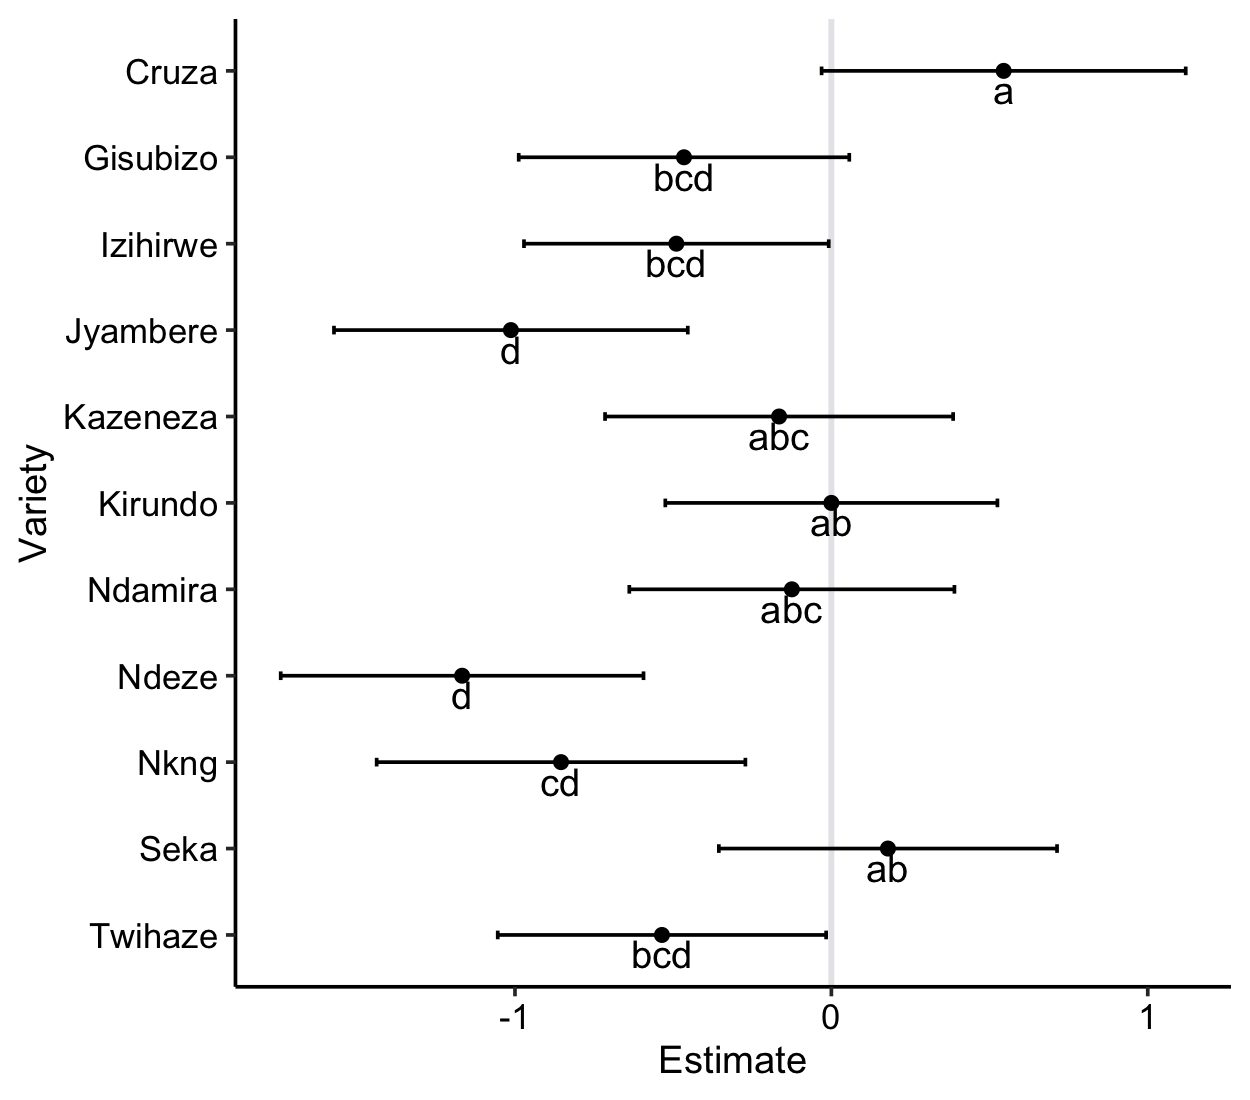 Cruza
a
Gisubizo
bcd
Izihirwe
bcd
Jyambere
d
Kazeneza
abc
Variety
Kirundo
ab
Ndamira
abc
Ndeze
d
Nkng
cd
Seka
ab
Twihaze
bcd
-1 0 1
Estimate